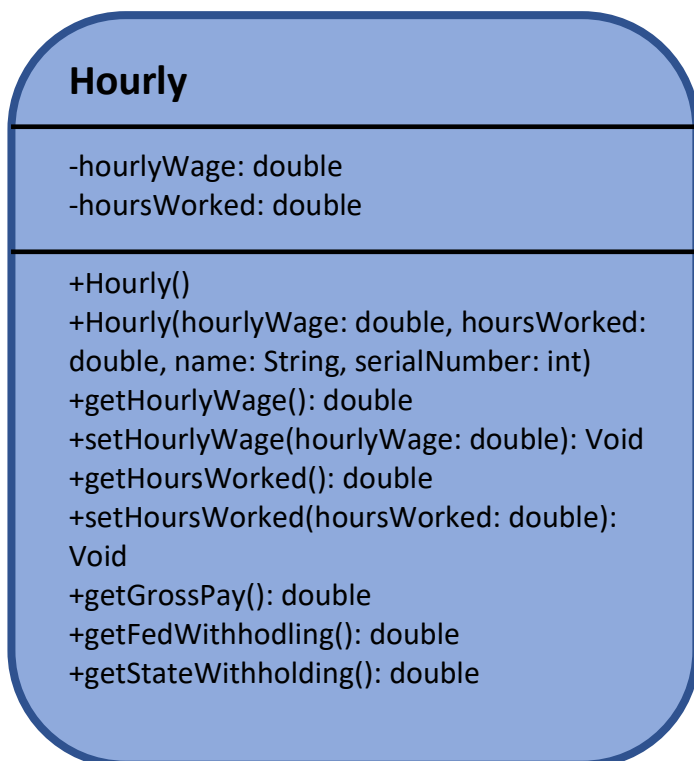 Hourly
-hourlyWage: double
-hoursWorked: double
+Hourly()
+Hourly(hourlyWage: double, hoursWorked:
double, name: String, serialNumber: int)
+getHourlyWage(): double
+setHourlyWage(hourlyWage: double): Void
+getHoursWorked(): double
+setHoursWorked(hoursWorked: double):
Void
+getGrossPay(): double
+getFedWithhodling(): double
+getStateWithholding(): double